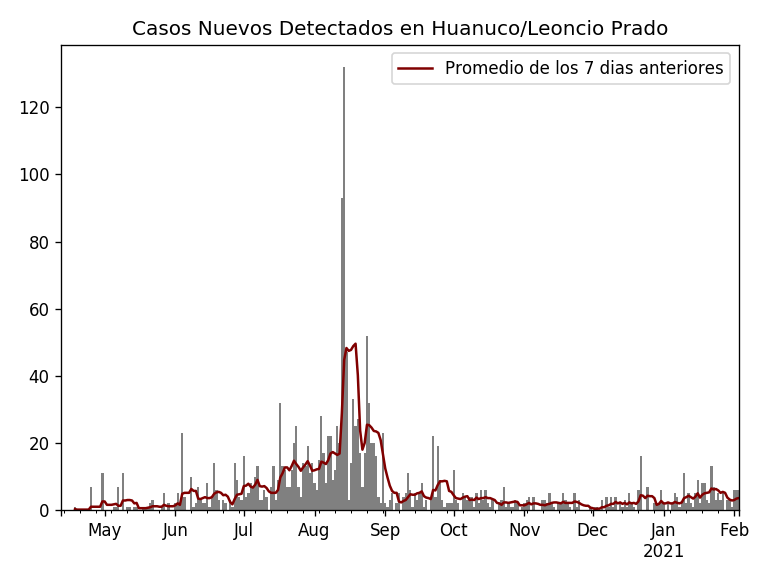 Casos Nuevos Detectados en Huanuco/Leoncio Prado
Promedio de los 7 dias anteriores
120
100
80
60
40
20
0
May Jun Jul Aug Sep Oct Nov Dec Jan Feb
2021